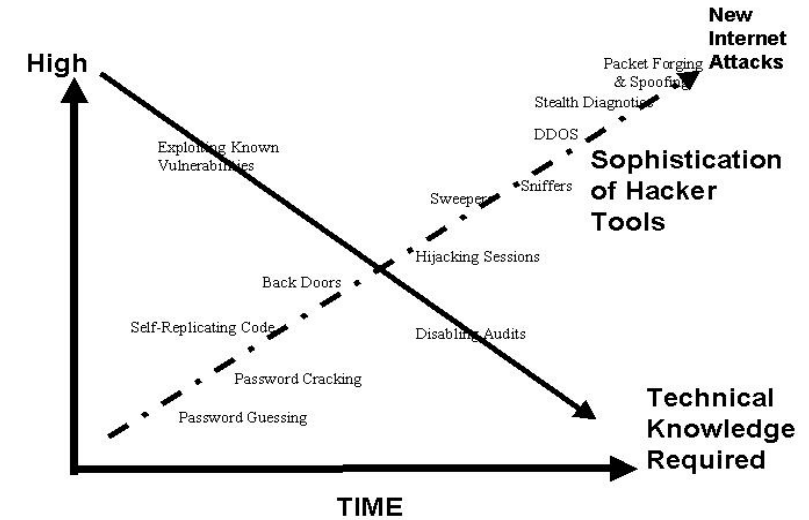 New
Internet
Attacks
High
Packet Forging
& Spoofing
Stealth Diagnotics
DDOS
Exploiting Known
Vulnerabilities
Sophistication
of Hacker
Tools
Sniffers
Sweepers
Hijacking Sessions
Back Doors
Self-Replicating Code
Disabling Audits
Password Cracking
Password Guessing
Technical
Knowledge
Required
TIME